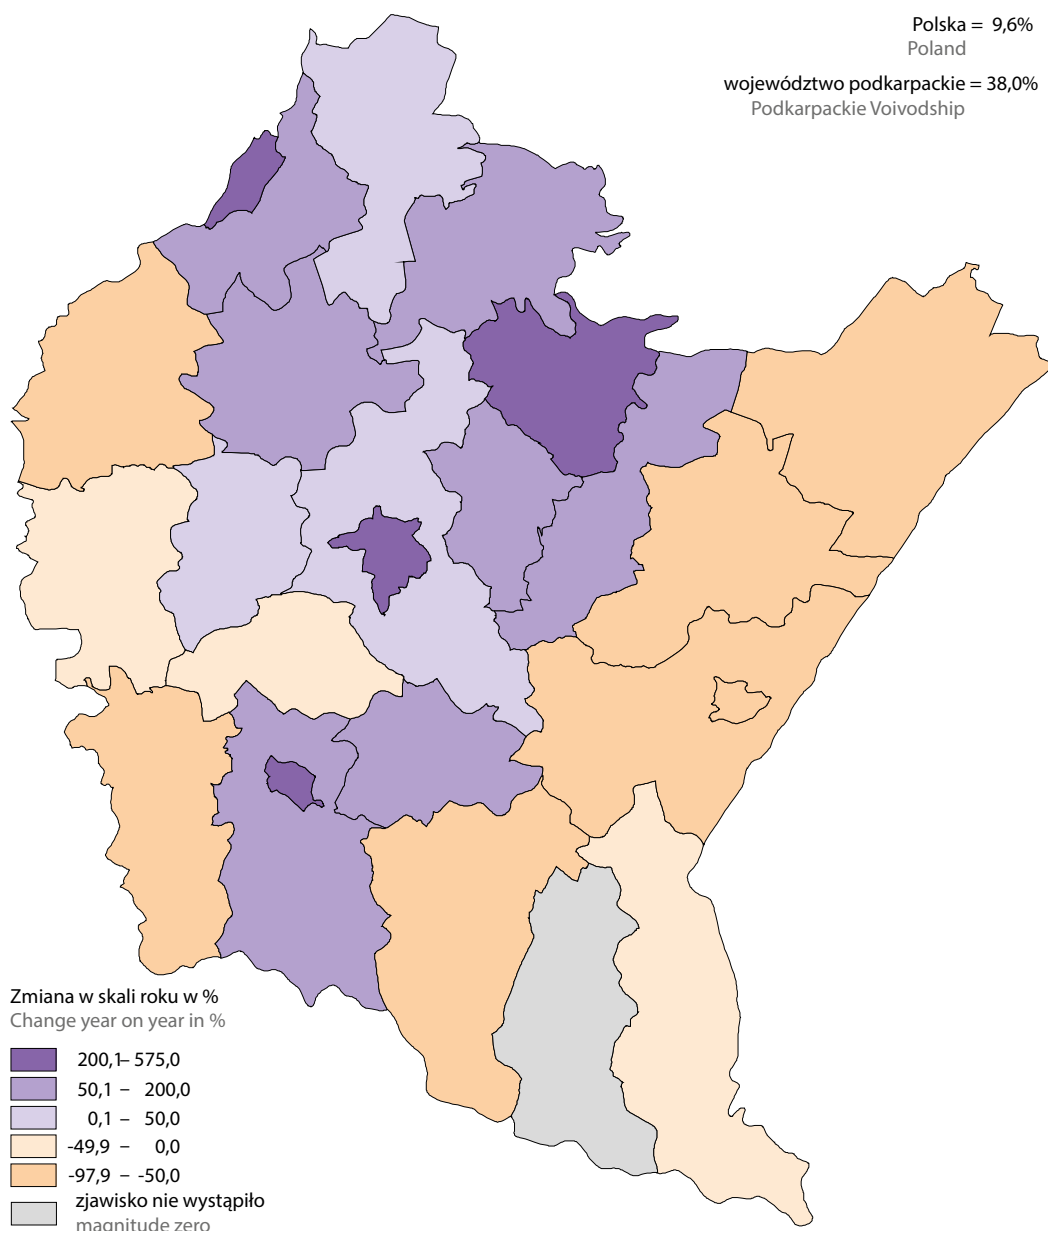 Polska = 9,6%
Poland
województwo podkarpackie = 38,0%
Podkarpackie Voivodship
Zmiana w skali roku w %
Change year on year in %
200,1– 575,0
50,1 – 200,0
0,1 – 50,0
-49,9 – 0,0
-97,9 – -50,0
zjawisko nie wystąpiło
magnitude zero